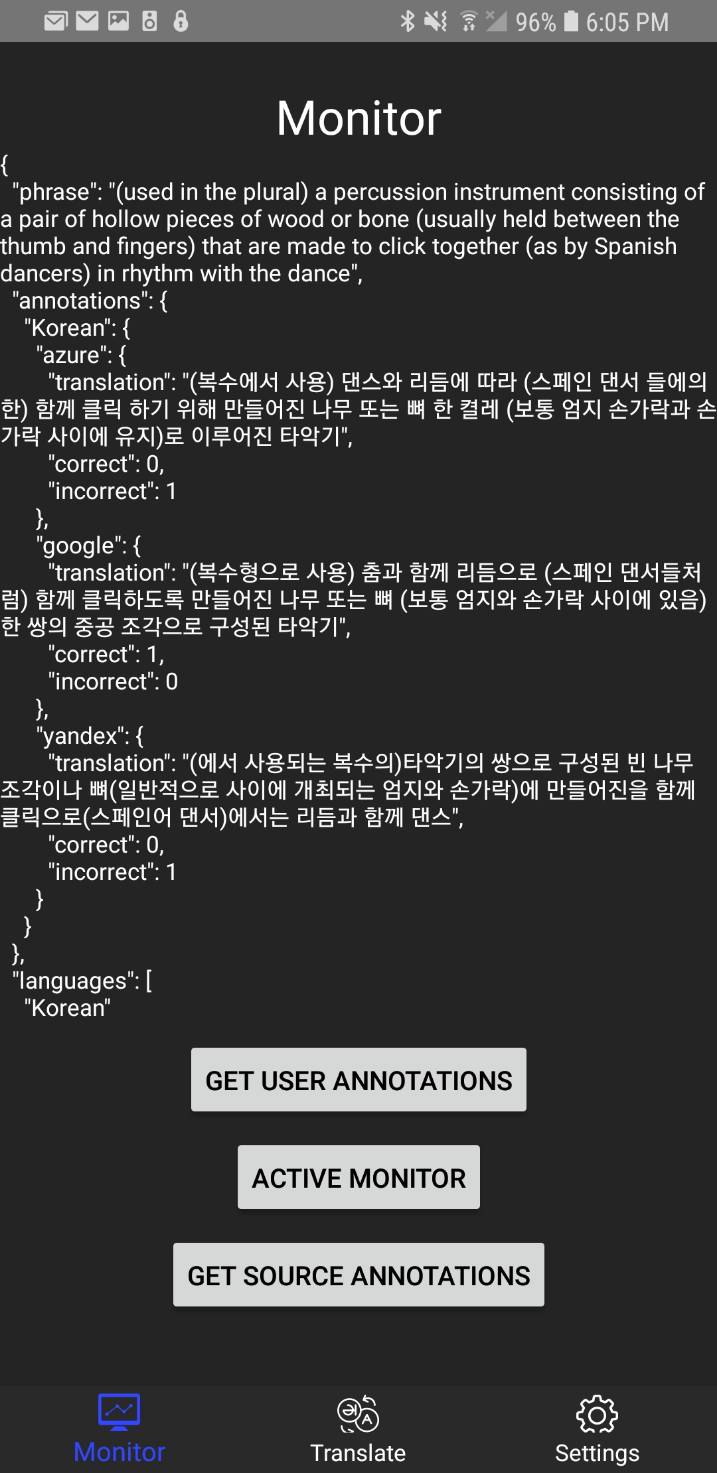 96% 6:05 PM
Monitor
{
"phrase": "(used in the plural) a percussion instrument consisting of
a pair of hollow pieces of wood or bone (usually held between the
thumb and fingers) that are made to click together (as by Spanish
dancers) in rhythm with the dance",
"annotations": {
"Korean": {
"azure": {
"translation": "(복수에서 사용) 댄스와 리듬에 따라 (스페인 댄서 들에의
한) 함께 클릭 하기 위해 만들어진 나무 또는 뼈 한 켤레 (보통 엄지 손가락과 손
가락 사이에 유지)로 이루어진 타악기",
"correct": 0,
"incorrect": 1
},
"google": {
"translation": "(복수형으로 사용) 춤과 함께 리듬으로 (스페인 댄서들처
럼) 함께 클릭하도록 만들어진 나무 또는 뼈 (보통 엄지와 손가락 사이에 있음)
한 쌍의 중공 조각으로 구성된 타악기",
"correct": 1,
"incorrect": 0
},
"yandex": {
"translation": "(에서 사용되는 복수의)타악기의 쌍으로 구성된 빈 나무
조각이나 뼈(일반적으로 사이에 개최되는 엄지와 손가락)에 만들어진을 함께
클릭으로(스페인어 댄서)에서는 리듬과 함께 댄스",
"correct": 0,
"incorrect": 1
}
}
},
"languages": [
"Korean"
GET USER ANNOTATIONS
ACTIVE MONITOR
GET SOURCE ANNOTATIONS
Monitor
Translate
Settings